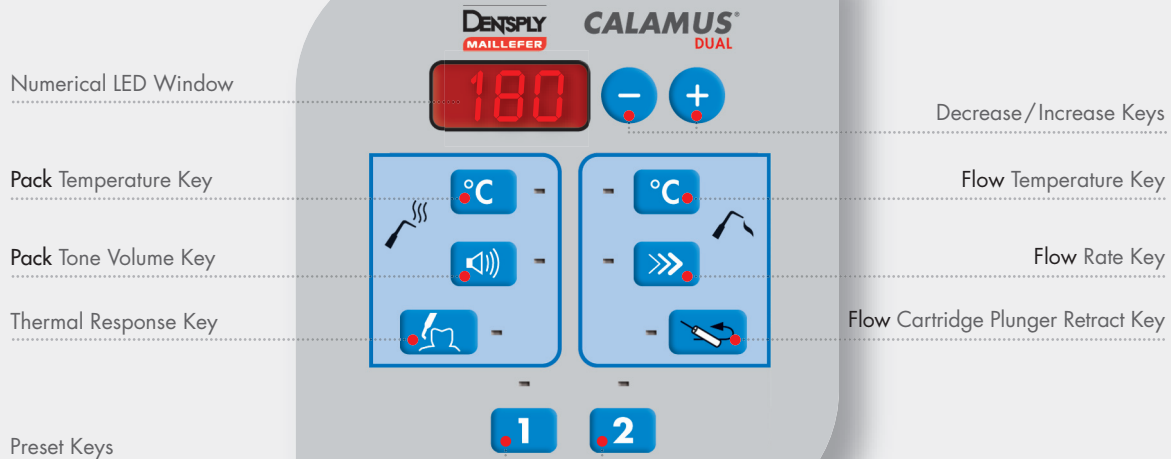 DENTSPLY
MAILLEFER
CALAMUS®
DUAL
Numerical LED Window
180
- +
Decrease/Increase Keys
Pack Temperature Key
°C
°C
Flow Temperature Key
Pack Tone Volume Key
Flow Rate Key
Thermal Response Key
Flow Cartridge Plunger Retract Key
Preset Keys
1
2